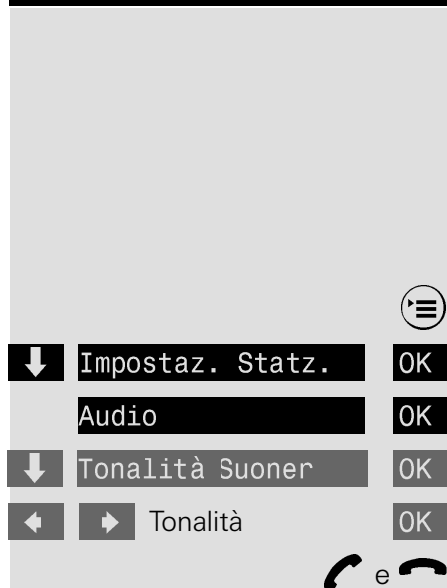 Impostaz. Statz. OK
Audio OK
Tonalità Suoner OK
Tonalità OK
e